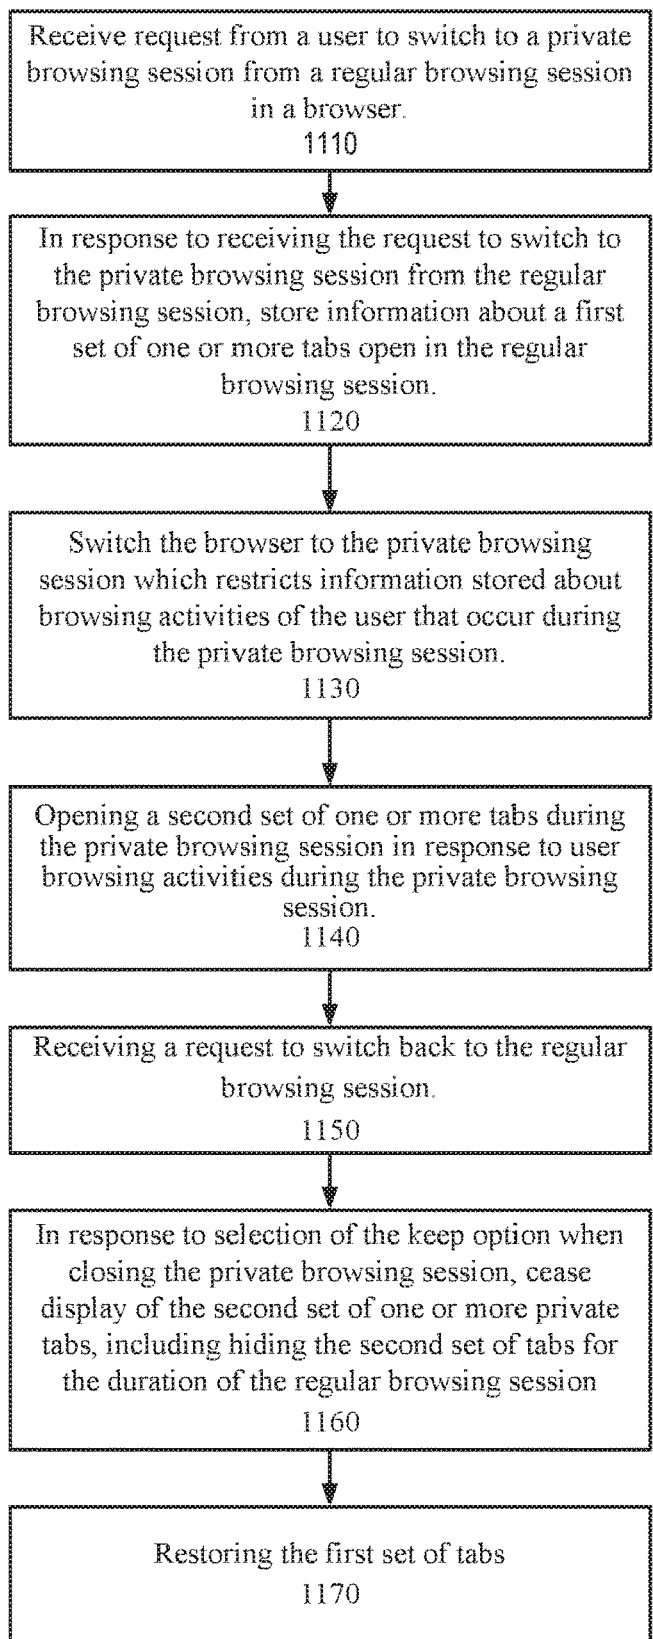 Receive request from a user to switch to a private
browsing session from a regular browsing session
in a browser.
1110
In response to receiving the request to switch to
the private browsing session from the regular
browsing session, store information about a first
set of one or more tabs open in the regular
browsing session.
1120
Switch the browser to the private browsing
session which restricts information stored about
browsing activities of the user that occur during
the private browsing session.
1130
Opening a second set of one or more tabs during
the private browsing session in response to user
browsing activities during the private browsing
session.
1140
Receiving a request to switch back to the regular
browsing session.
1150
In response to selection of the keep option when
closing the private browsing session, cease
display of the second set of one or more private
tabs, including hiding the second set of tabs for
the duration of the regular browsing session
1160
Restoring the first set of tabs
1170